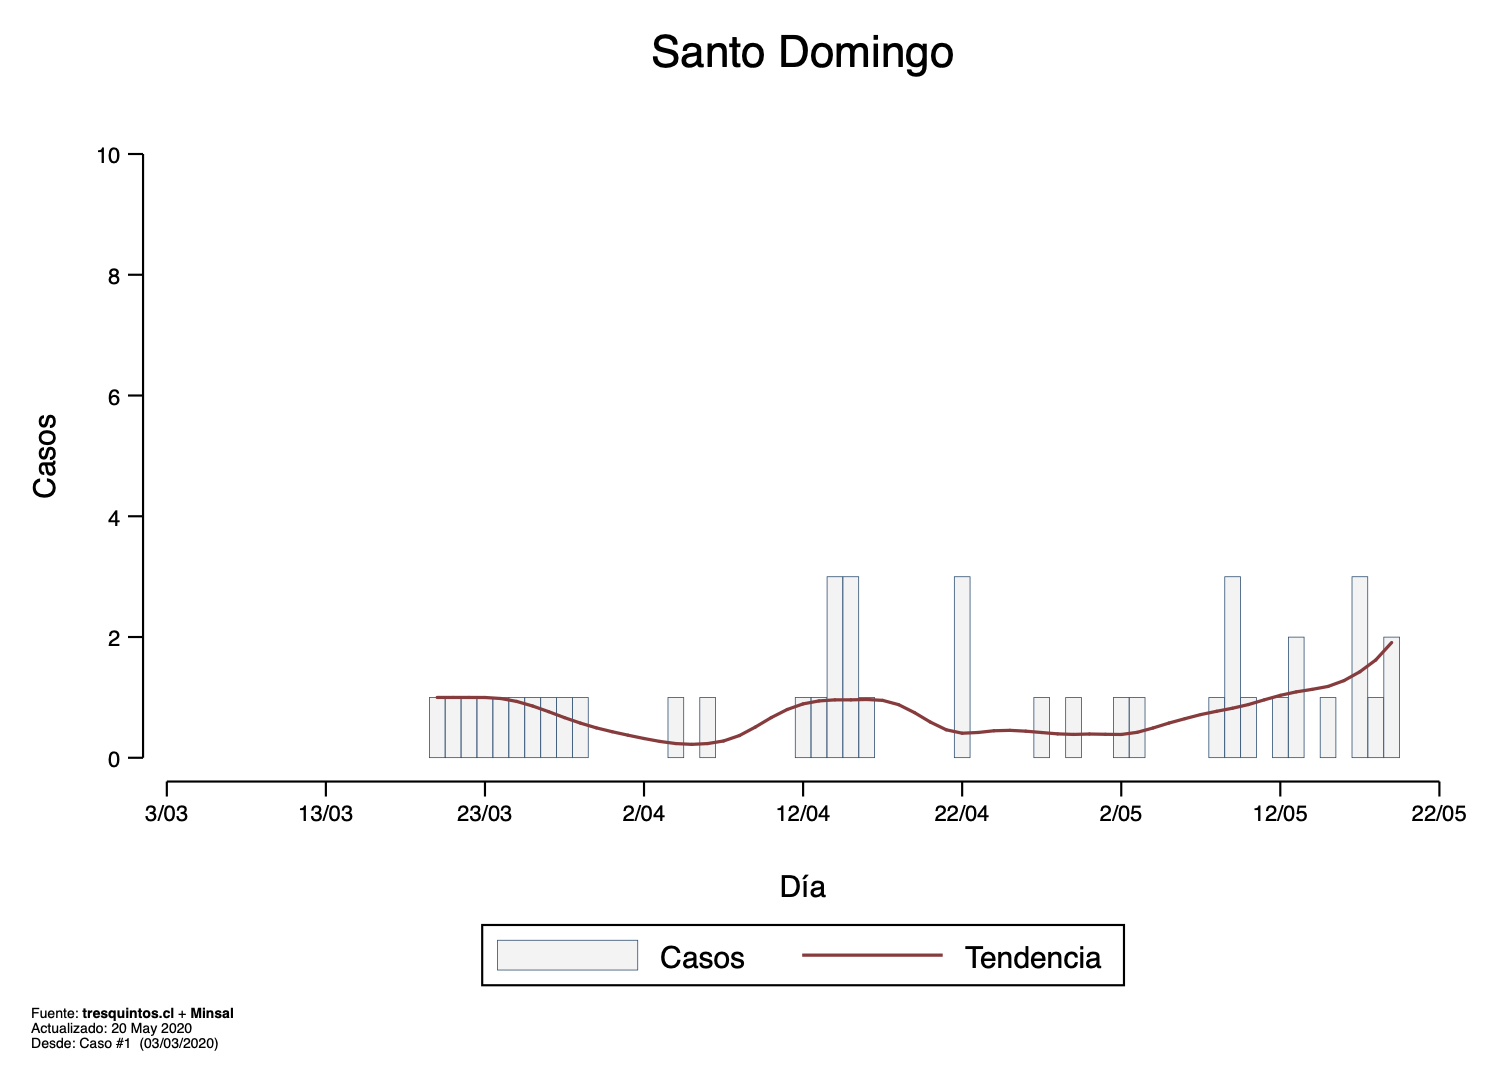 Santo Domingo
10
8
6
4
2
0
Casos
3/03 13/03 23/03 2/04 12/04 22/04 2/05 12/05 22/05
Día
Casos Tendencia
Fuente: tresquintos.cl + Minsal
Actualizado: 20 May 2020
Desde: Caso #1 (03/03/2020)